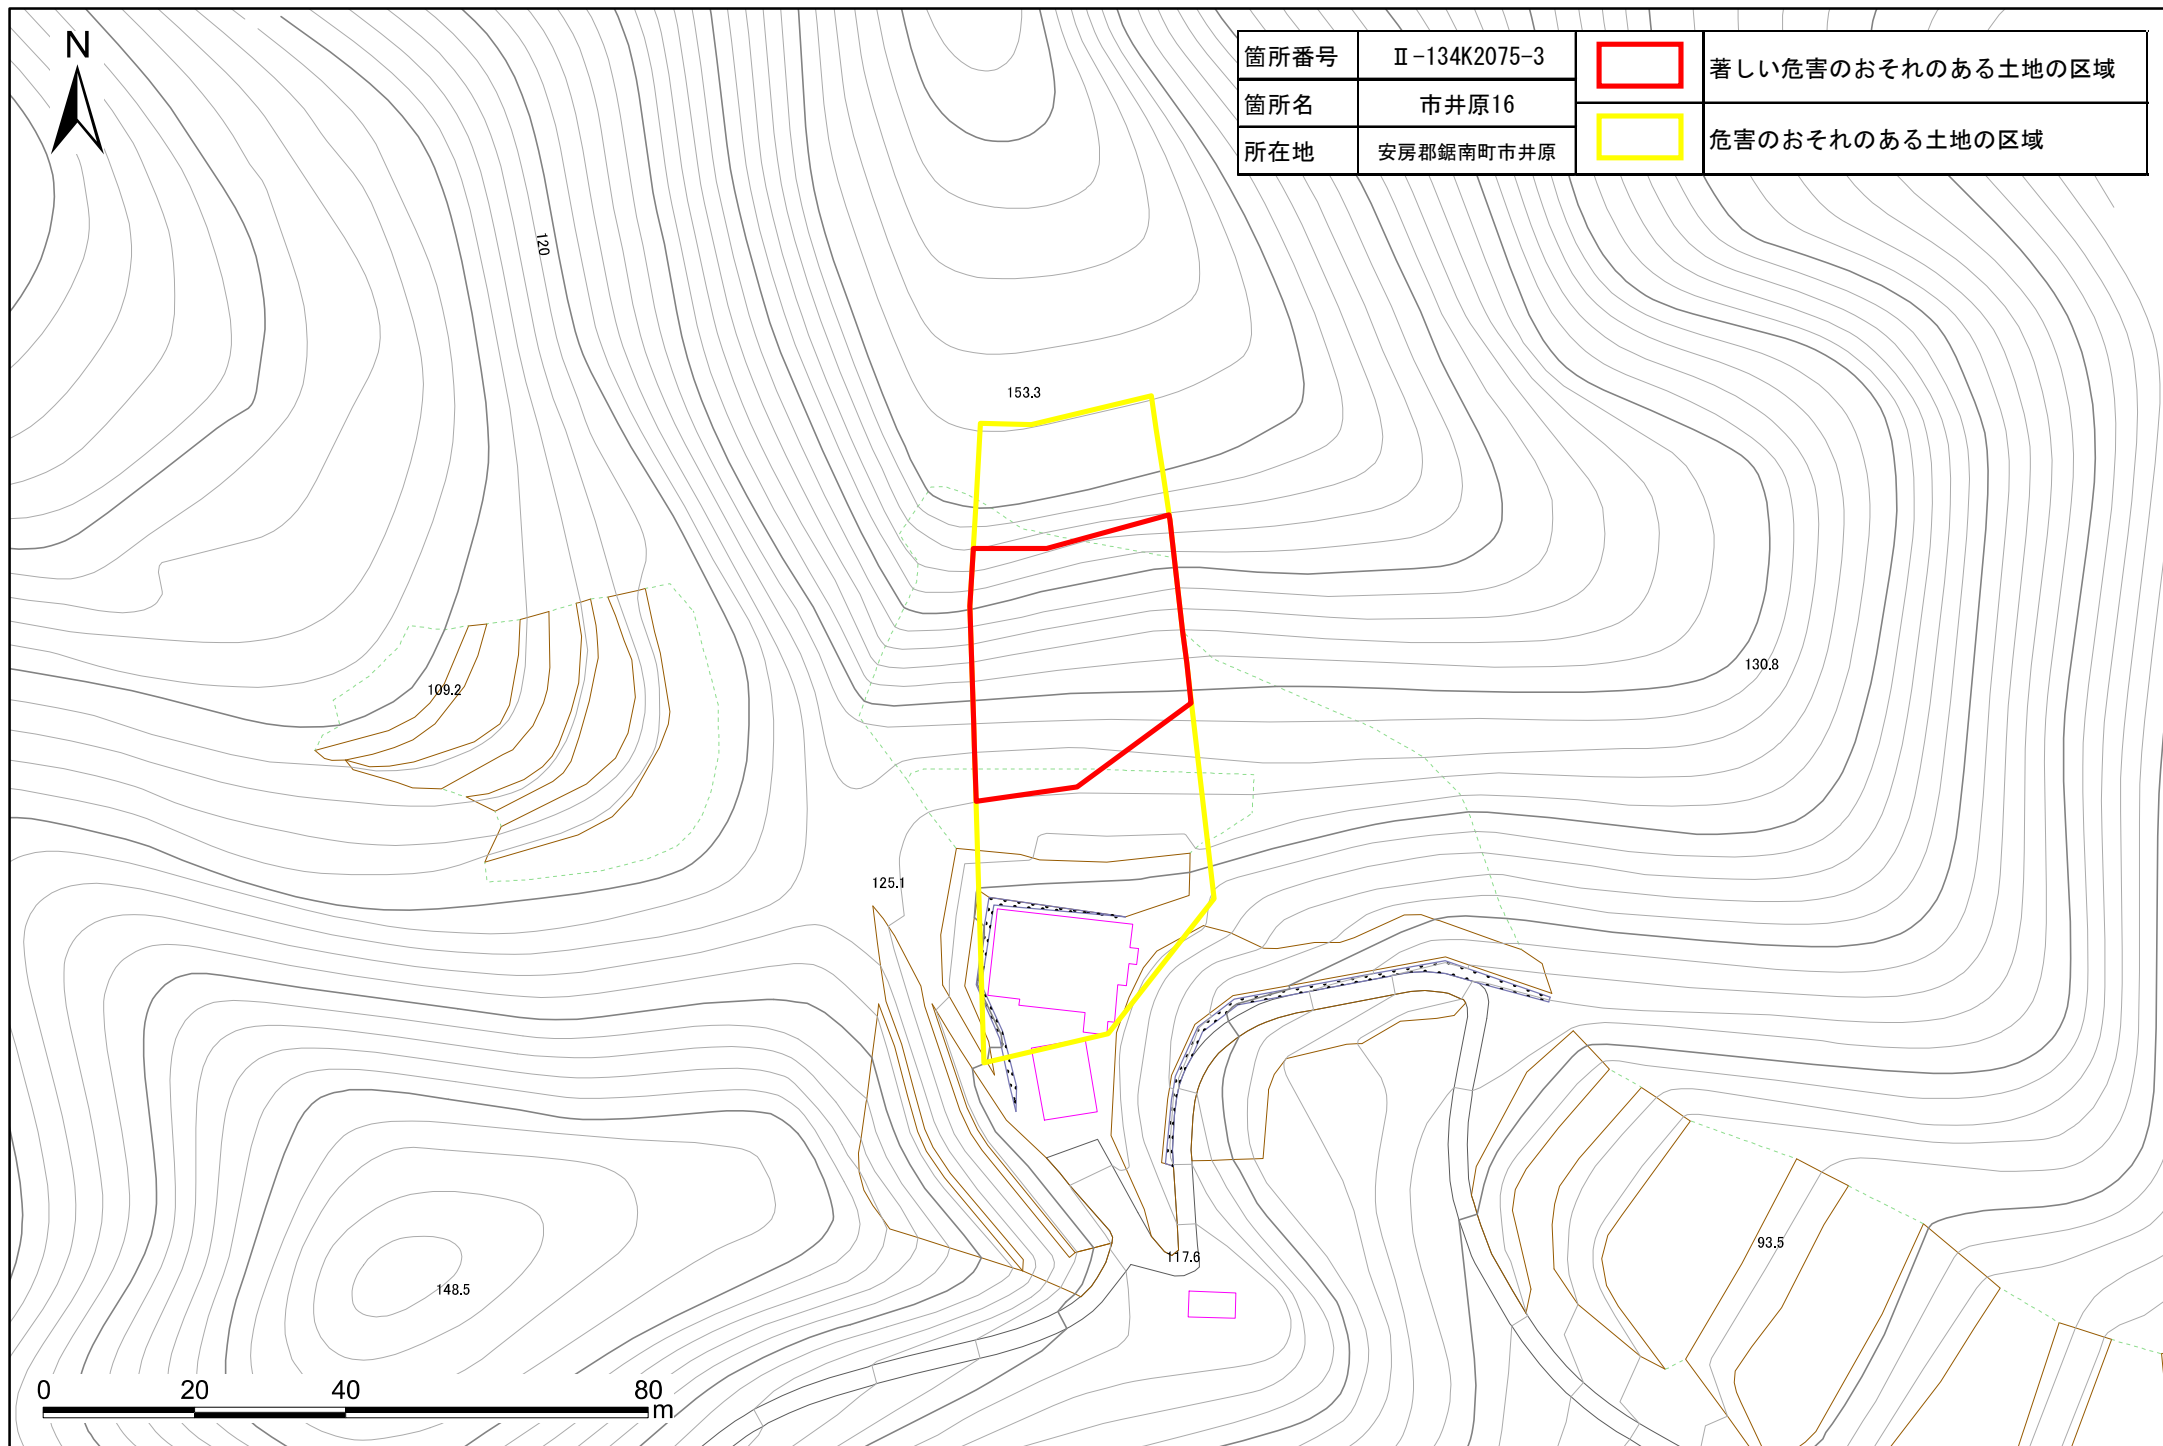 N
箇所番号 Ⅱ-134K2075-3 著しい危害のおそれのある土地の区域
箇所名 市井原16
危害のおそれのある土地の区域
所在地 安房郡鋸南町市井原
120
153.3
130.8
109.2
125.1
93.5
117.6
148.5
0 20 40 80
m